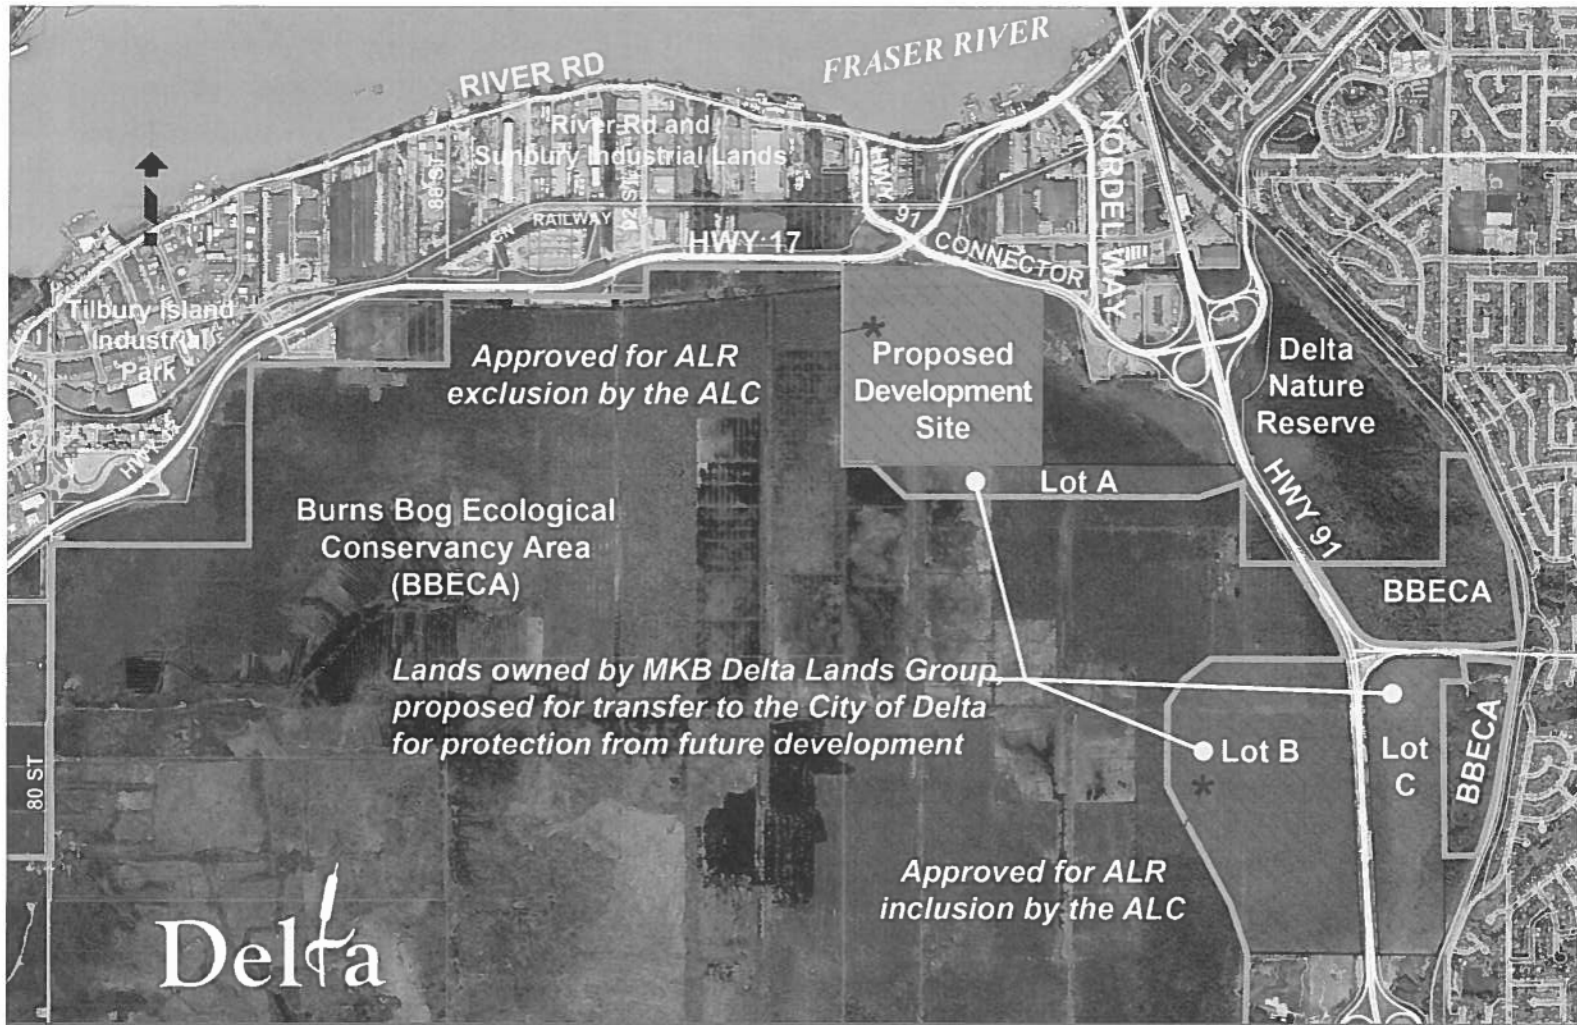 FRASER RIVER
RIVER RD
River Rd and
Sunbury Industrial Lands
88 ST
92 ST
CN
RAILWAY
HWY 17
HWY
91
CONNECTOR
NORDEL WAY
Tilbury Island
Industrial
Park
Approved for ALR
exclusion by the ALC
Proposed
Development
Site
Delta
Nature
Reserve
HWY 17
Lot A
HWY 91
Burns Bog Ecological
Conservancy Area
(BBECA)
BBECA
Lands owned by MKB Delta Lands Group,
proposed for transfer to the City of Delta
for protection from future development
Lot B
Lot
C
BBECA
80 ST
Approved for ALR
inclusion by the ALC
Delta